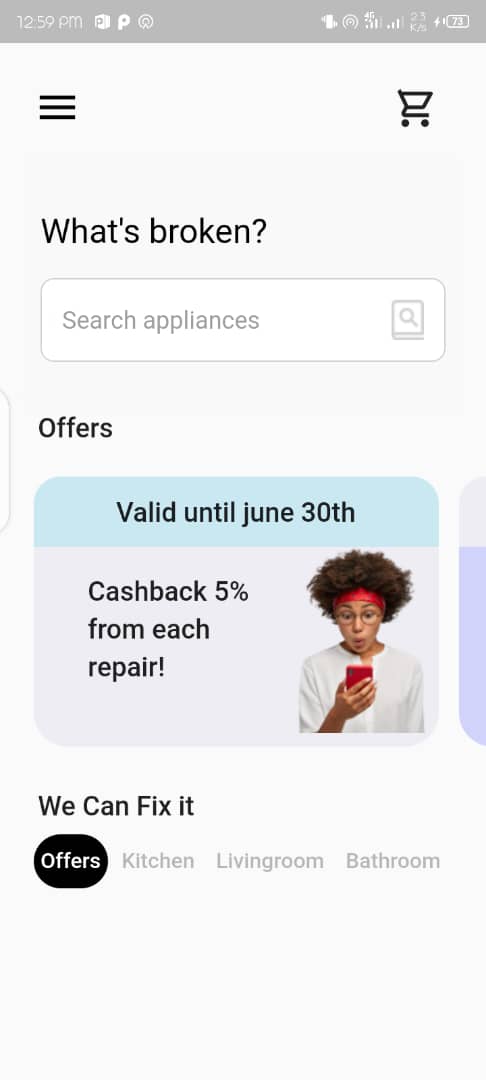 12:59 PM
4G
2.3
K/s
73
What's broken?
Search appliances
Offers
Valid until june 30th
Cashback 5%
from each
repair!
We Can Fix it
Offers Kitchen Livingroom Bathroom